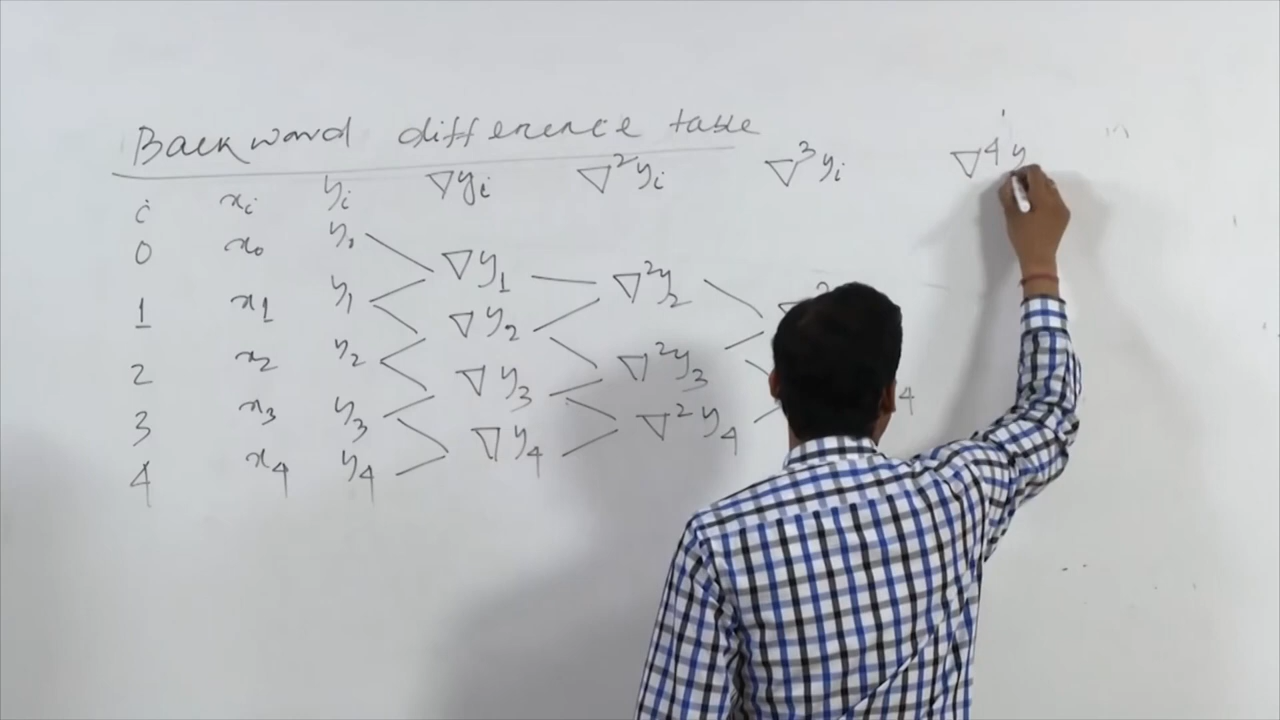 Backward difference table
i xi yi ∇yi ∇²yi ∇³yi ∇⁴y
0 x₀ y₀
∇y₁ ∇²y₂
1 x₁ y₁
∇y₂
2 x₂ y₂ ∇²y₃
∇y₃
3 x₃ y₃ ∇²y₄ 4
∇y₄
4 x₄ y₄